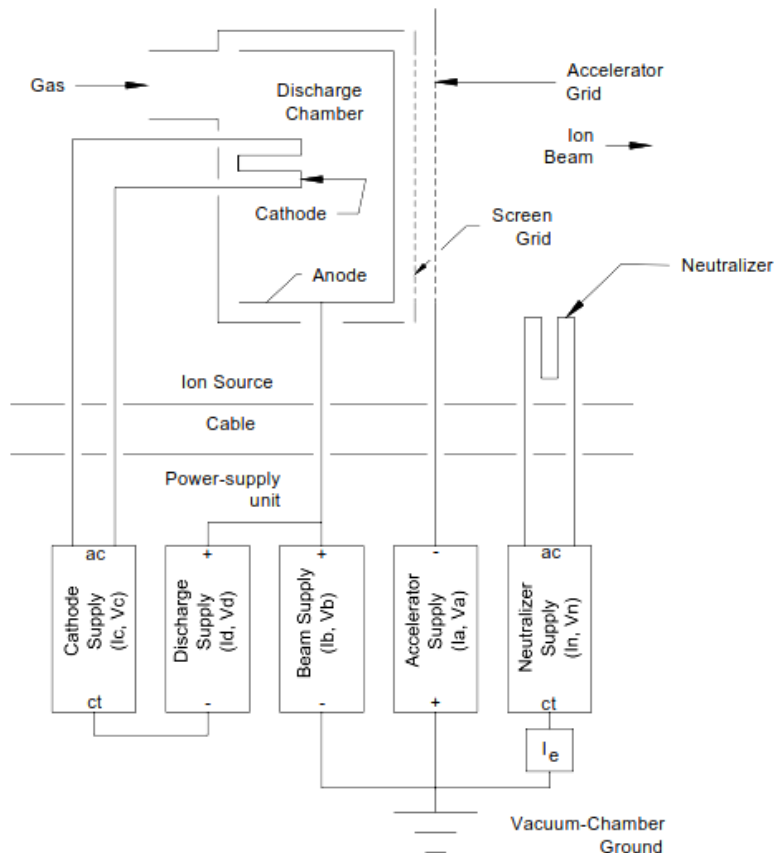 Gas
Discharge
Chamber
Accelerator
Grid
Ion
Beam
Cathode
Screen
Grid
Anode
Neutralizer
Ion Source
Cable
Power-supply
unit
ac
Cathode
Supply
(Ic, Vc)
ct
+
Discharge
Supply
(Id, Vd)
-
+
Beam Supply
(Ib, Vb)
-
-
Accelerator
Supply
(Ia, Va)
+
ac
Neutralizer
Supply
(In, Vn)
ct
Ie
Vacuum-Chamber
Ground